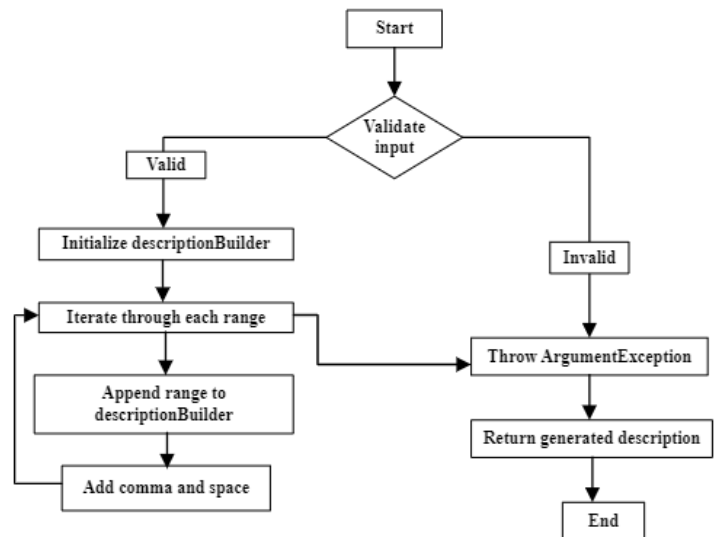 Start
Validate
input
Valid
Initialize descriptionBuilder
Invalid
Iterate through each range
Throw ArgumentException
Append range to
descriptionBuilder
Return generated description
Add comma and space
End